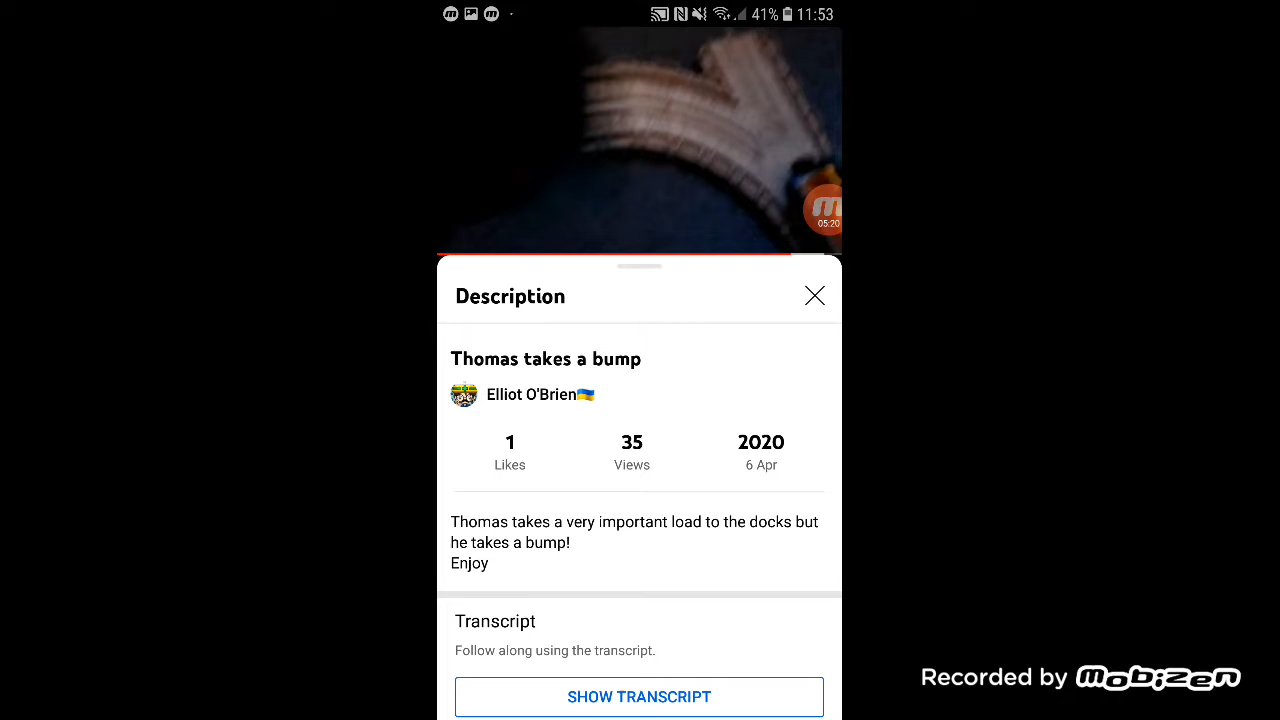 41% 11:53
05:20
Description
Thomas takes a bump
Elliot O'Brien🇺🇦
1 35 2020
Likes Views 6 Apr
Thomas takes a very important load to the docks but
he takes a bump!
Enjoy
Transcript
Follow along using the transcript.
SHOW TRANSCRIPT
Recorded by mobizen